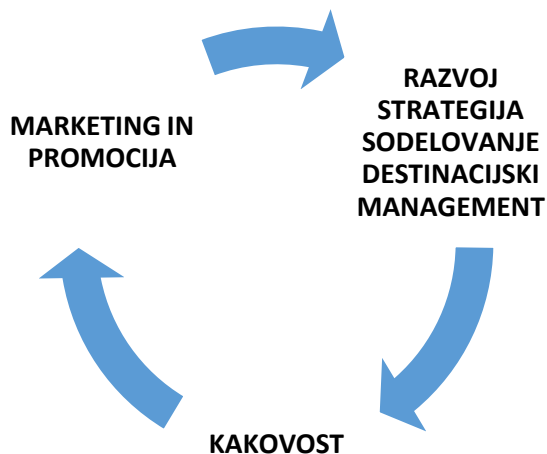 MARKETING IN
PROMOCIJA
RAZVOJ
STRATEGIJA
SODELOVANJE
DESTINACIJSKI
MANAGEMENT
KAKOVOST